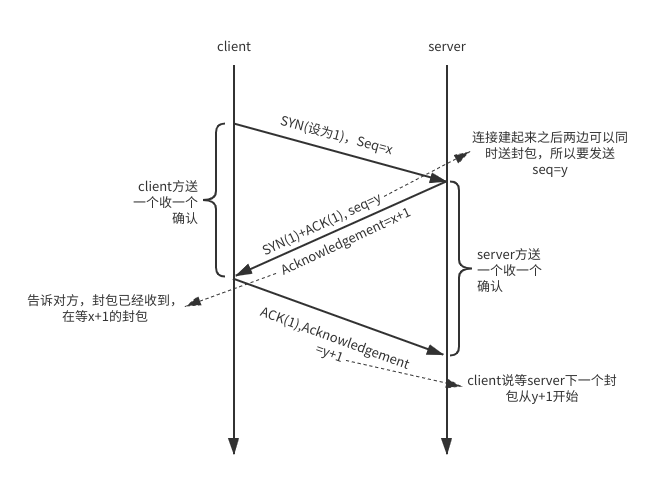 client
server
SYN(设为1)，Seq=x
连接建起来之后两边可以同
时送封包，所以要发送
seq=y
client方送
一个收一个
确认
SYN(1)+ACK(1), seq=y
Acknowledgement=x+1
server方送
一个收一个
确认
告诉对方，封包已经收到，
在等x+1的封包
ACK(1),Acknowledgement
=y+1
client说等server下一个封
包从y+1开始